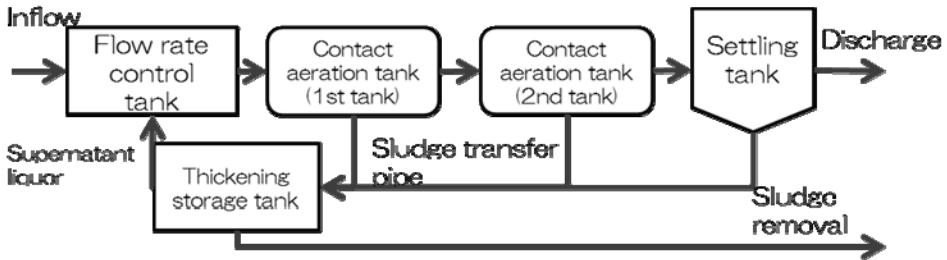 Inflow
Flow rate
control
tank
Contact
aeration tank
(1st tank)
Contact
aeration tank
(2nd tank)
Settling
tank
Discharge
Supernatant
liquor
Thickening
storage tank
Sludge transfer
pipe
Sludge
removal